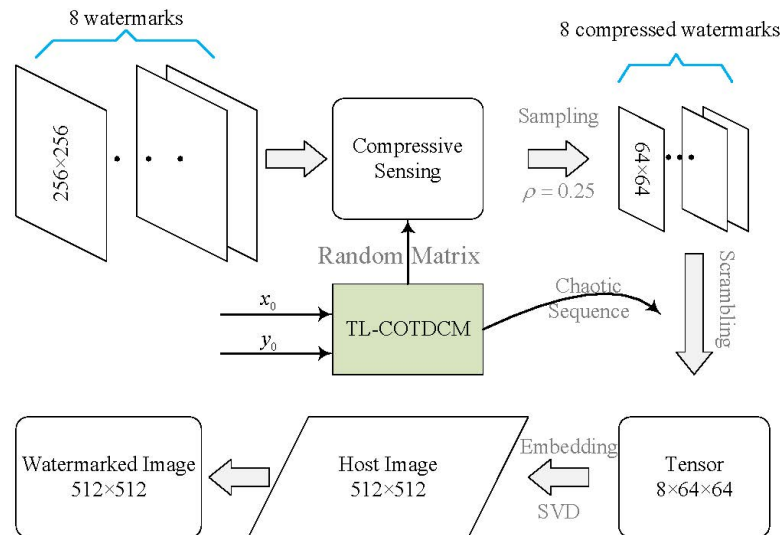 8 watermarks
8 compressed watermarks
256×256
Compressive
Sensing
Sampling
ρ = 0.25
64×64
Random Matrix
Scrambling
Chaotic
Sequence
x₀
y₀
TL-COTDCM
Watermarked Image
512×512
Host Image
512×512
Embedding
SVD
Tensor
8×64×64